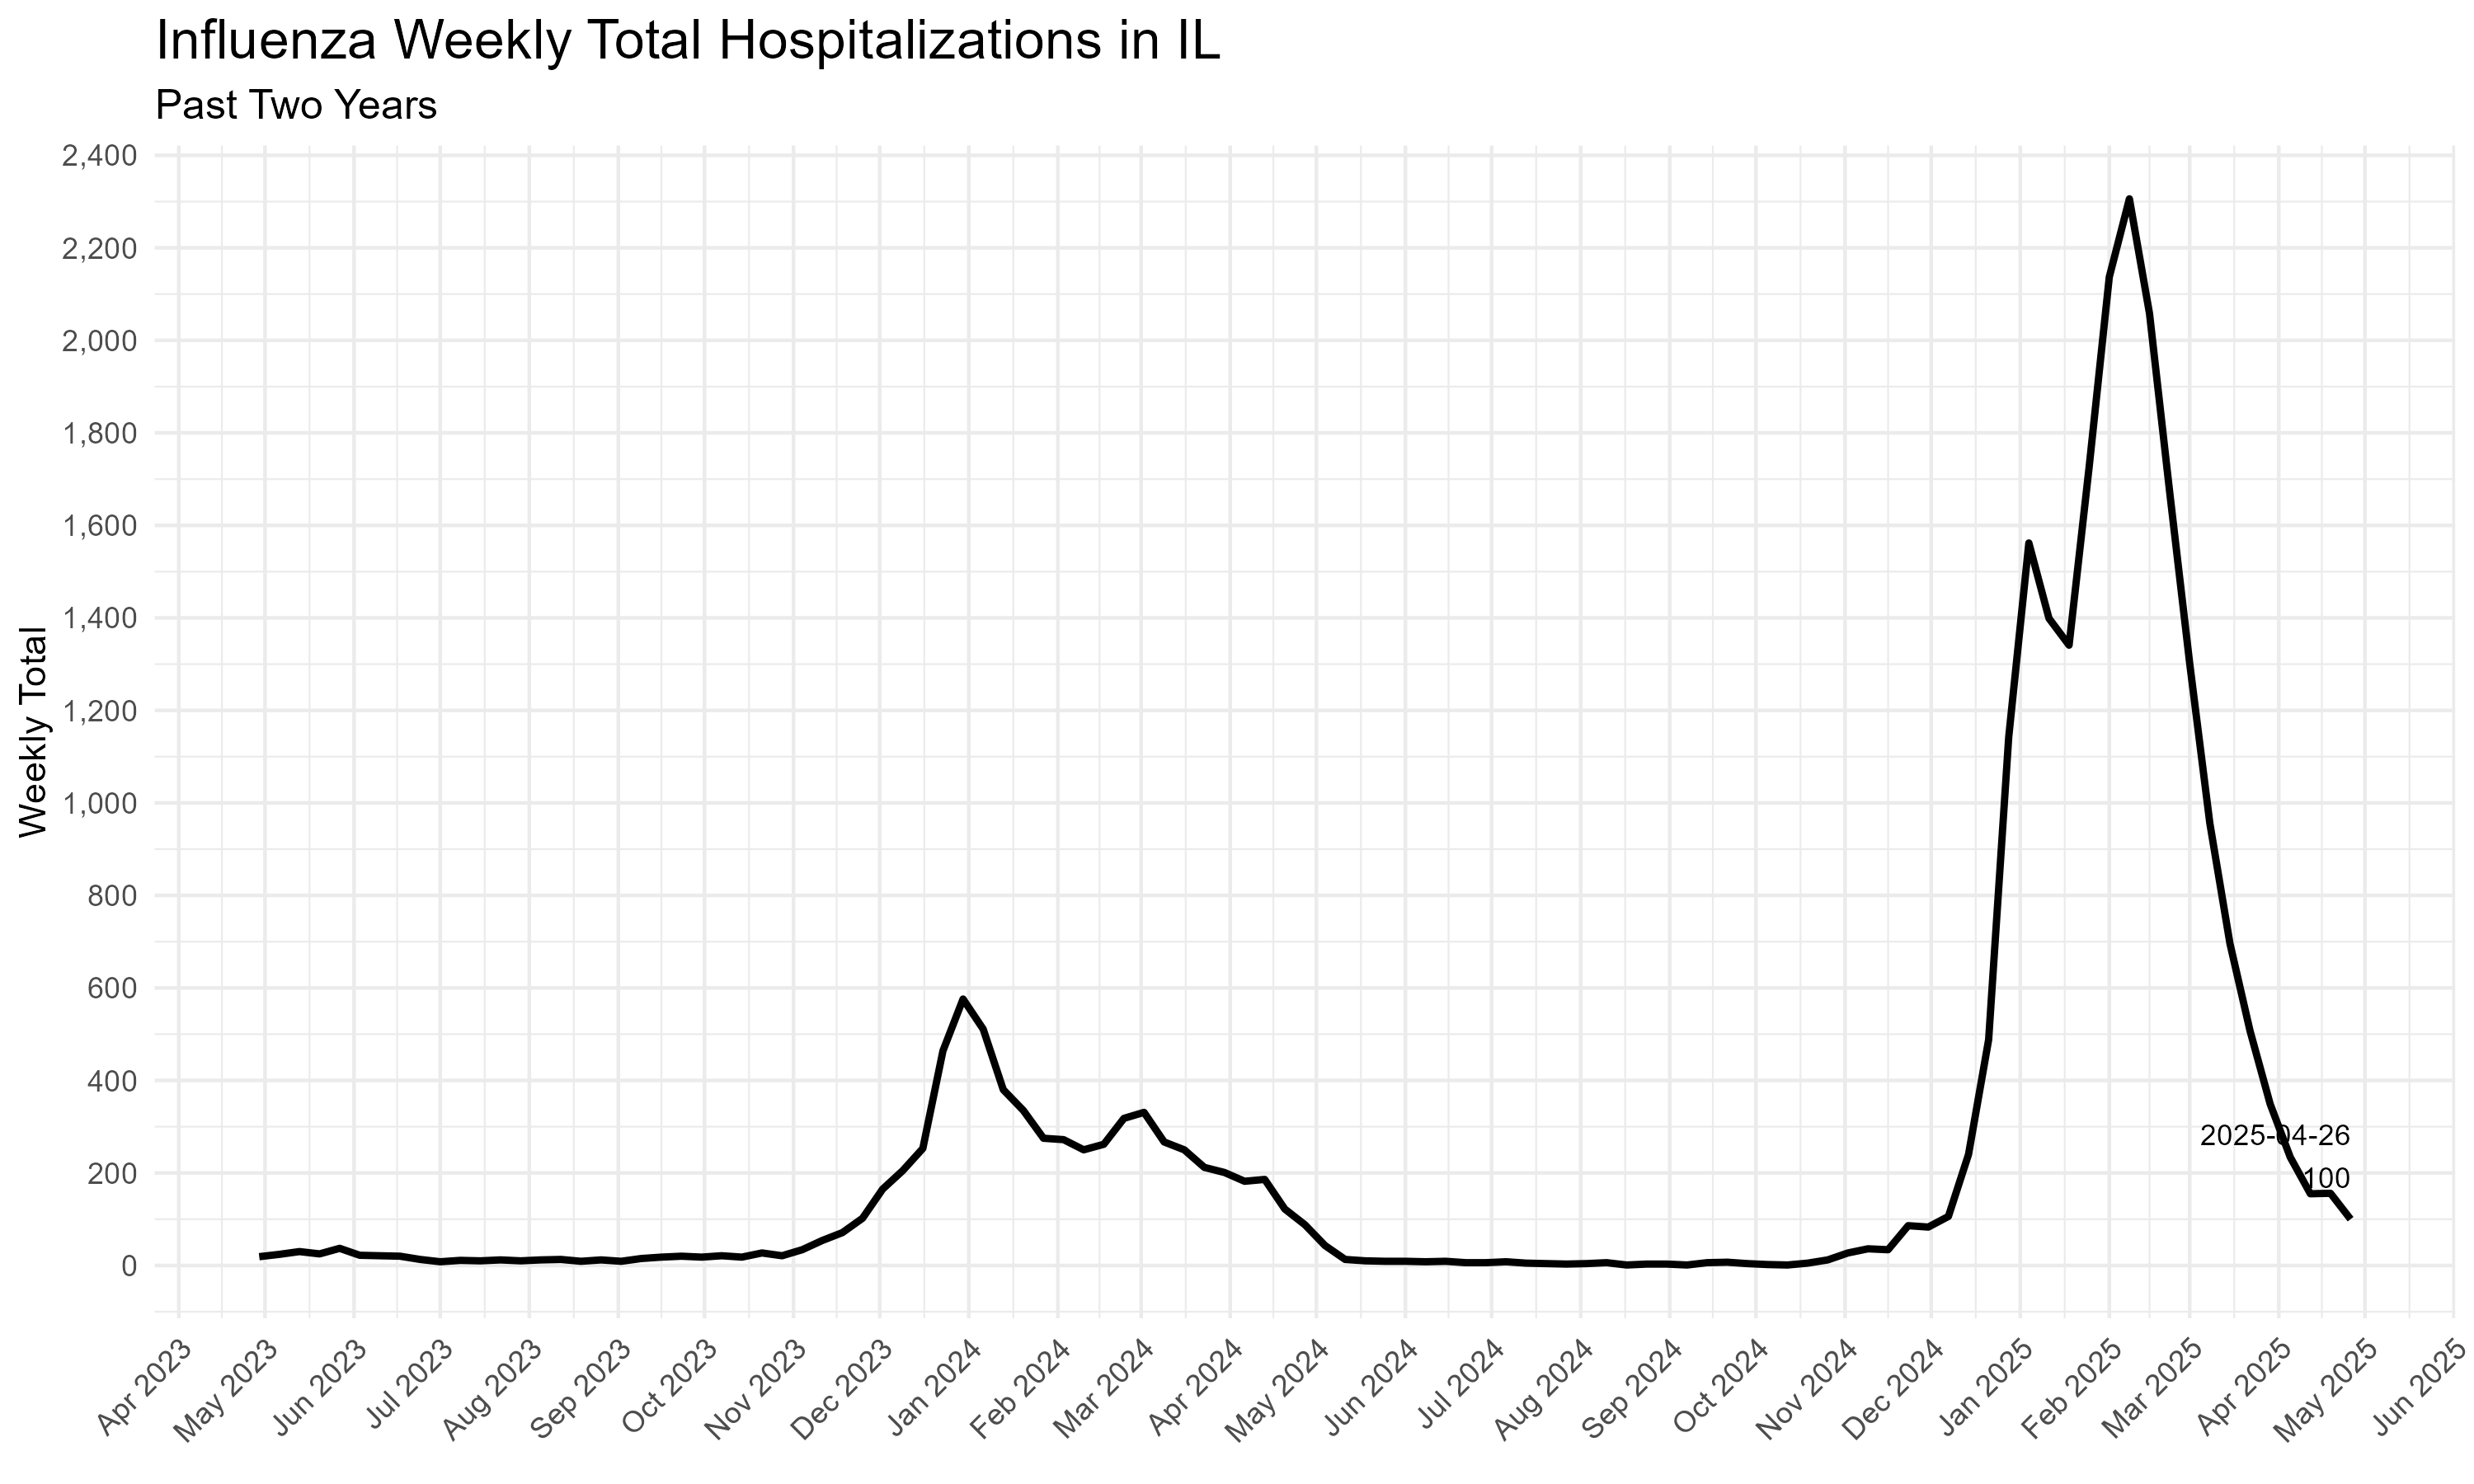 Influenza Weekly Total Hospitalizations in IL
Past Two Years
2,400
2,200
2,000
1,800
1,600
1,400
1,200
1,000
800
600
400
200
0
Weekly Total
2025-04-26
100
Apr 2023
May 2023
Jun 2023
Jul 2023
Aug 2023
Sep 2023
Oct 2023
Nov 2023
Dec 2023
Jan 2024
Feb 2024
Mar 2024
Apr 2024
May 2024
Jun 2024
Jul 2024
Aug 2024
Sep 2024
Oct 2024
Nov 2024
Dec 2024
Jan 2025
Feb 2025
Mar 2025
Apr 2025
May 2025
Jun 2025